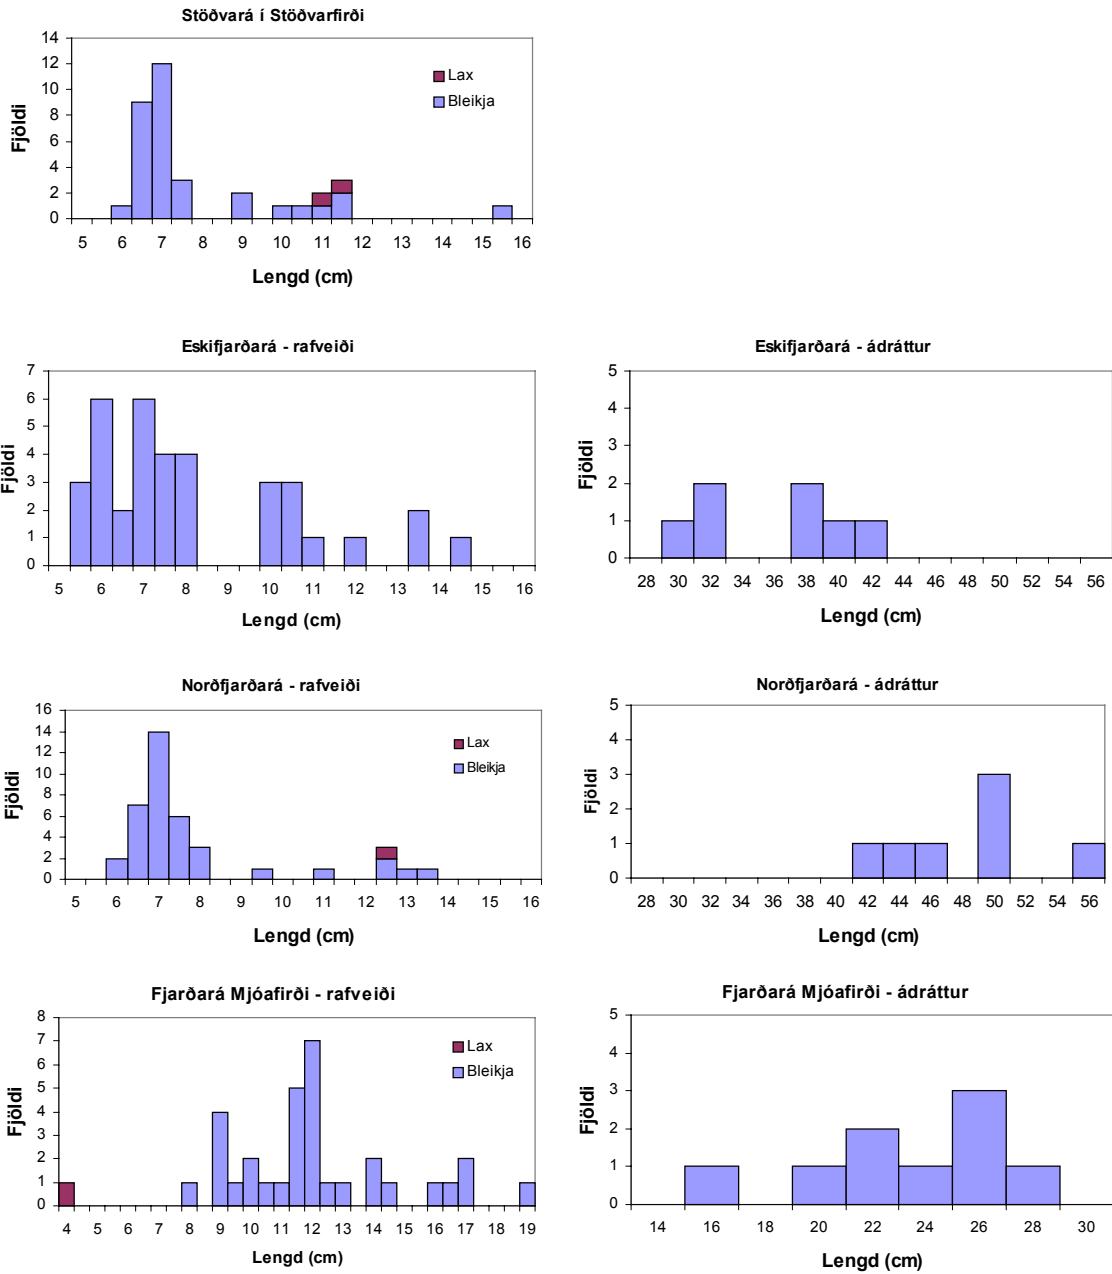 Stöðvará í Stöðvarfirði
14
12
10
8
6
4
2
0
Fjöldi
Lax
Bleikja
5 6 7 8 9 10 11 12 13 14 15 16
Lengd (cm)
Eskifjarðará - rafveiði
7
6
5
4
3
2
1
0
Fjöldi
5 6 7 8 9 10 11 12 13 14 15 16
Lengd (cm)
Eskifjarðará - ádráttur
5
4
3
2
1
0
Fjöldi
28 30 32 34 36 38 40 42 44 46 48 50 52 54 56
Lengd (cm)
Norðfjarðará - rafveiði
16
14
12
10
8
6
4
2
0
Fjöldi
Lax
Bleikja
5 6 7 8 9 10 11 12 13 14 15 16
Lengd (cm)
Norðfjarðará - ádráttur
5
4
3
2
1
0
Fjöldi
28 30 32 34 36 38 40 42 44 46 48 50 52 54 56
Lengd (cm)
Fjarðará Mjóafirði - rafveiði
8
7
6
5
4
3
2
1
0
Fjöldi
Lax
Bleikja
4 5 6 7 8 9 10 11 12 13 14 15 16 17 18 19
Lengd (cm)
Fjarðará Mjóafirði - ádráttur
5
4
3
2
1
0
Fjöldi
14 16 18 20 22 24 26 28 30
Lengd (cm)